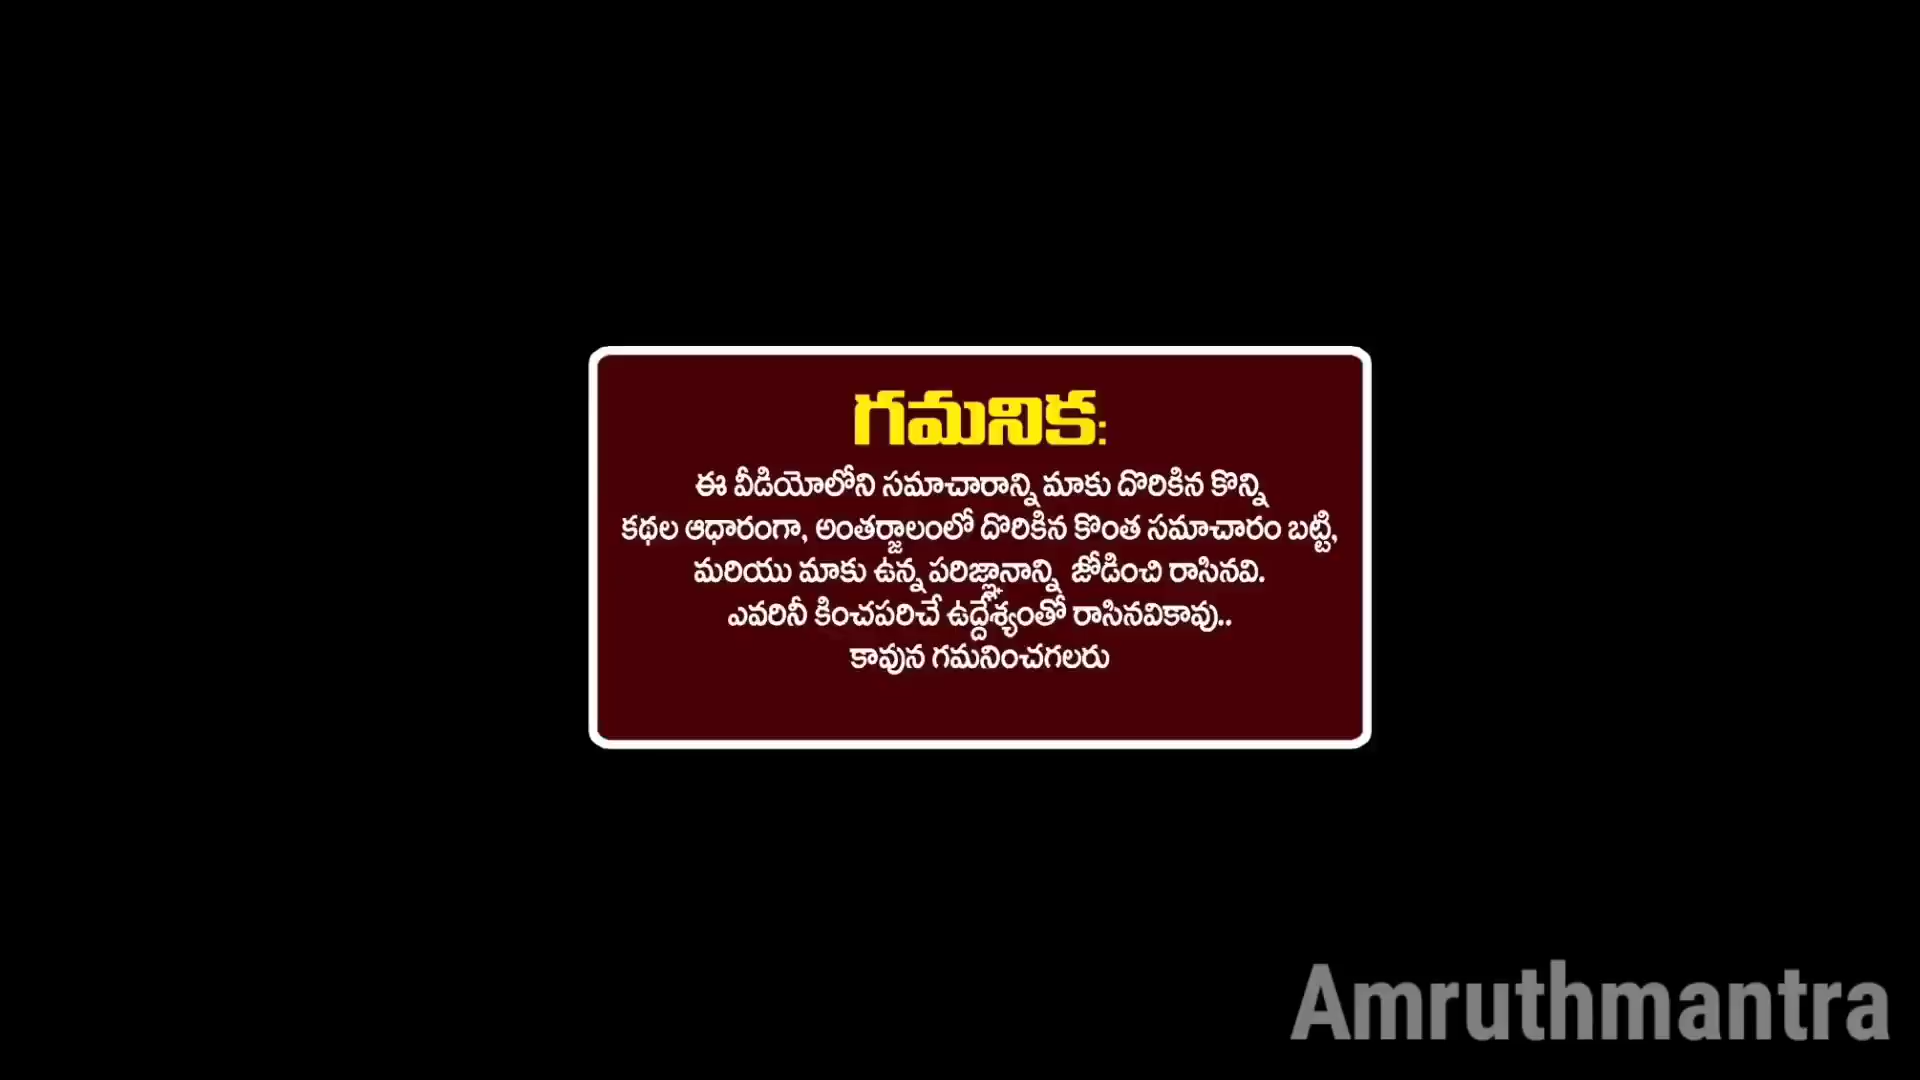 గమనిక:
ఈ వీడియోలోని సమాచారాన్ని మాకు దొరికిన కొన్ని
కథల ఆధారంగా, అంతర్జాలంలో దొరికిన కొంత సమాచారం బట్టి,
మరియు మాకు ఉన్న పరిజ్ఞానాన్ని జోడించి రాసినవి.
ఎవరినీ కించపరిచే ఉద్దేశ్యంతో రాసినవికావు..
కావున గమనించగలరు
Amruthmantra